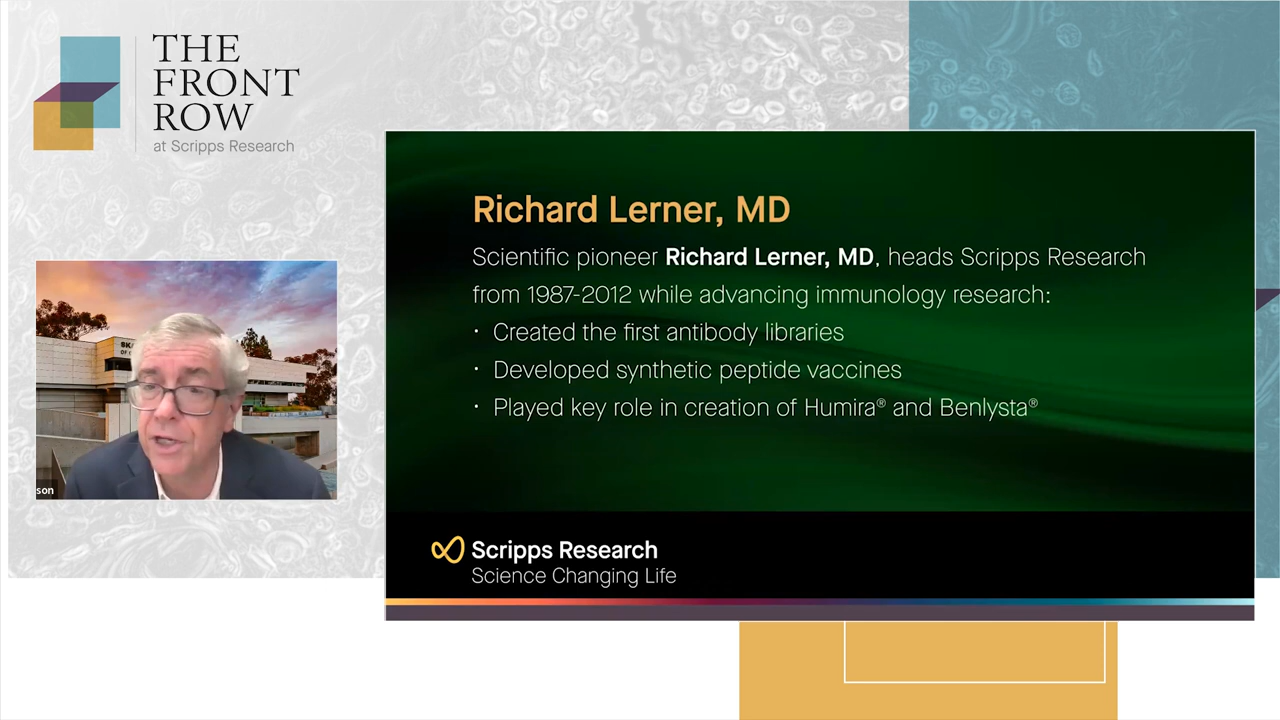 THE
FRONT
ROW
at Scripps Research
Richard Lerner, MD
Scientific pioneer Richard Lerner, MD, heads Scripps Research
from 1987-2012 while advancing immunology research:
· Created the first antibody libraries
· Developed synthetic peptide vaccines
· Played key role in creation of Humira® and Benlysta®
SK
OF
son
Scripps Research
Science Changing Life